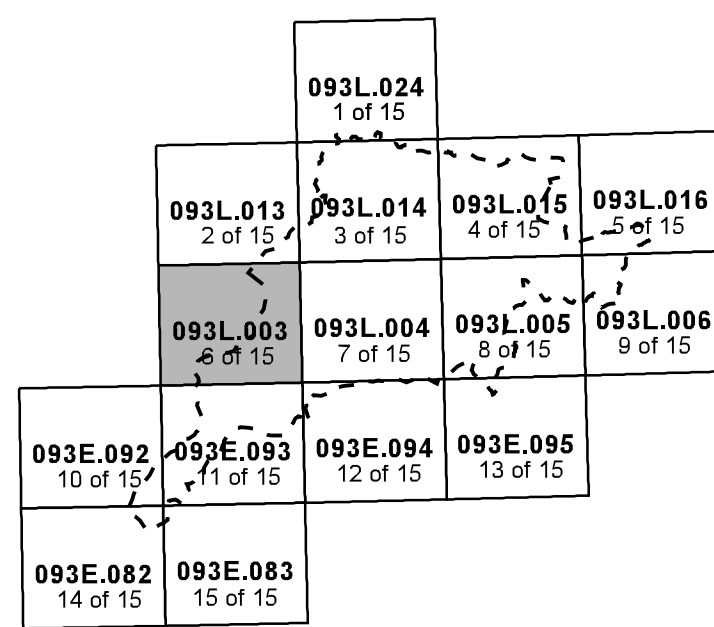 093L.024
1 of 15
093L.013
2 of 15
093L.014
3 of 15
093L.015
4 of 15
093L.016
5 of 15
093L.003
6 of 15
093L.004
7 of 15
093L.005
8 of 15
093L.006
9 of 15
093E.092
10 of 15
093E.093
11 of 15
093E.094
12 of 15
093E.095
13 of 15
093E.082
14 of 15
093E.083
15 of 15